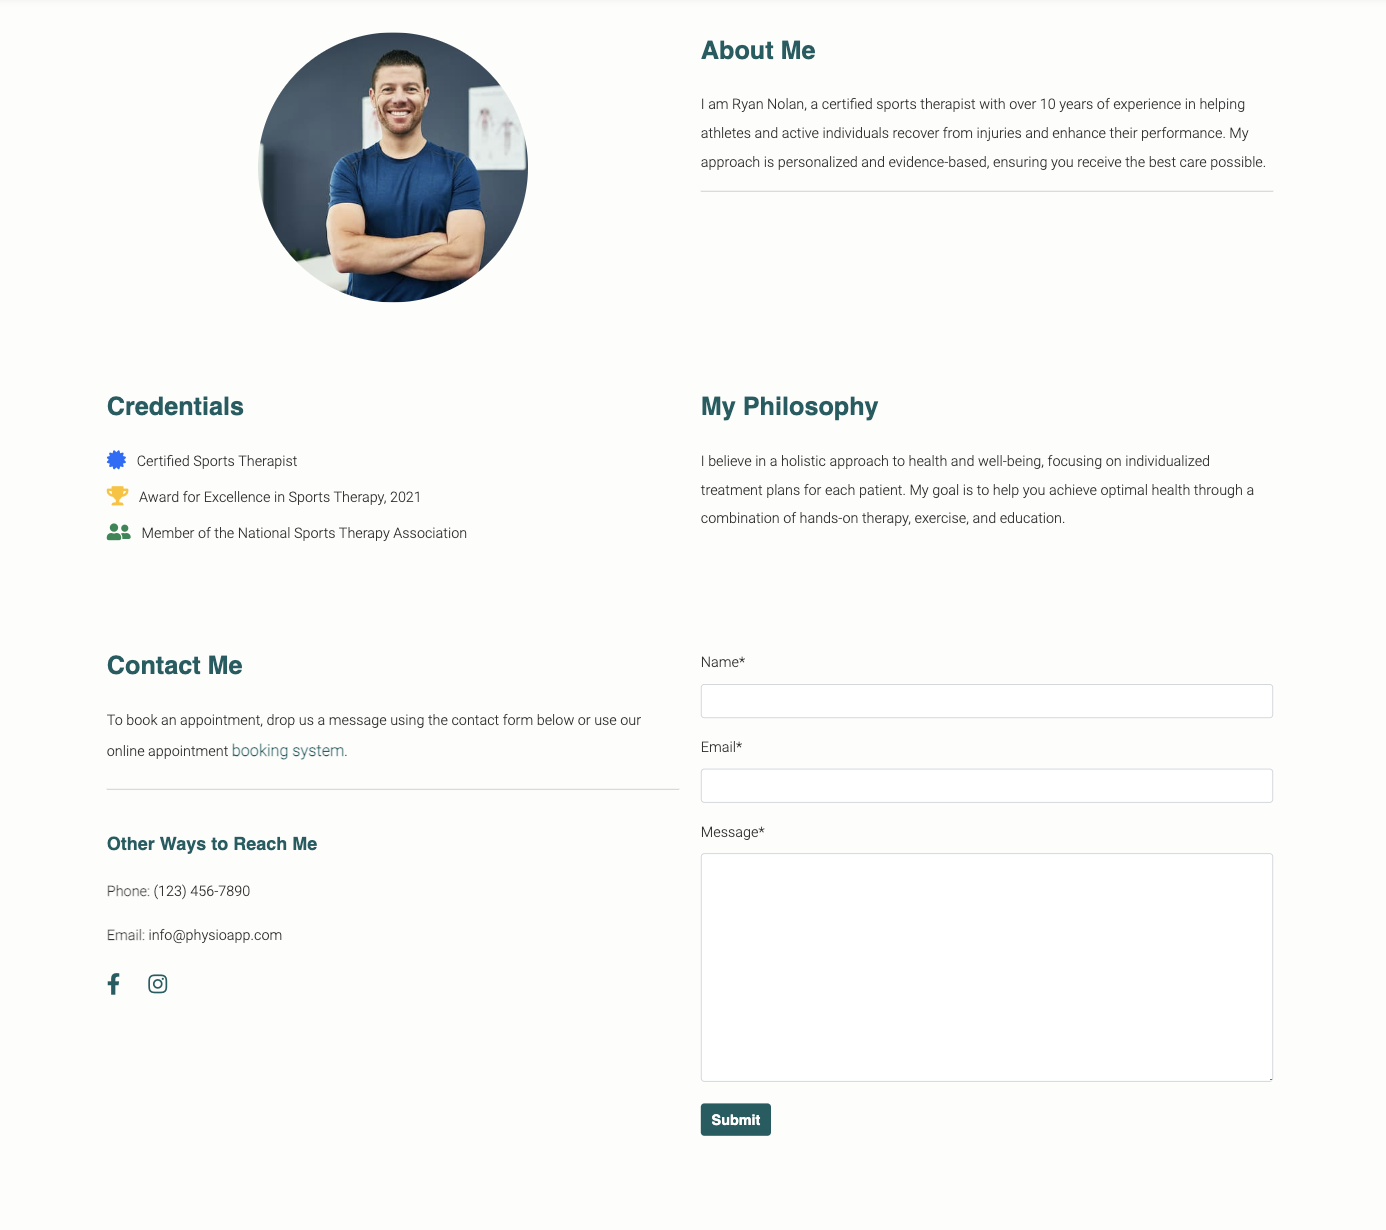 About Me
I am Ryan Nolan, a certified sports therapist with over 10 years of experience in helping
athletes and active individuals recover from injuries and enhance their performance. My
approach is personalized and evidence-based, ensuring you receive the best care possible.
Credentials
Certified Sports Therapist
Award for Excellence in Sports Therapy, 2021
Member of the National Sports Therapy Association
My Philosophy
I believe in a holistic approach to health and well-being, focusing on individualized
treatment plans for each patient. My goal is to help you achieve optimal health through a
combination of hands-on therapy, exercise, and education.
Contact Me
To book an appointment, drop us a message using the contact form below or use our
online appointment booking system.
Other Ways to Reach Me
Phone: (123) 456-7890
Email: info@physioapp.com
Name*
Email*
Message*
Submit